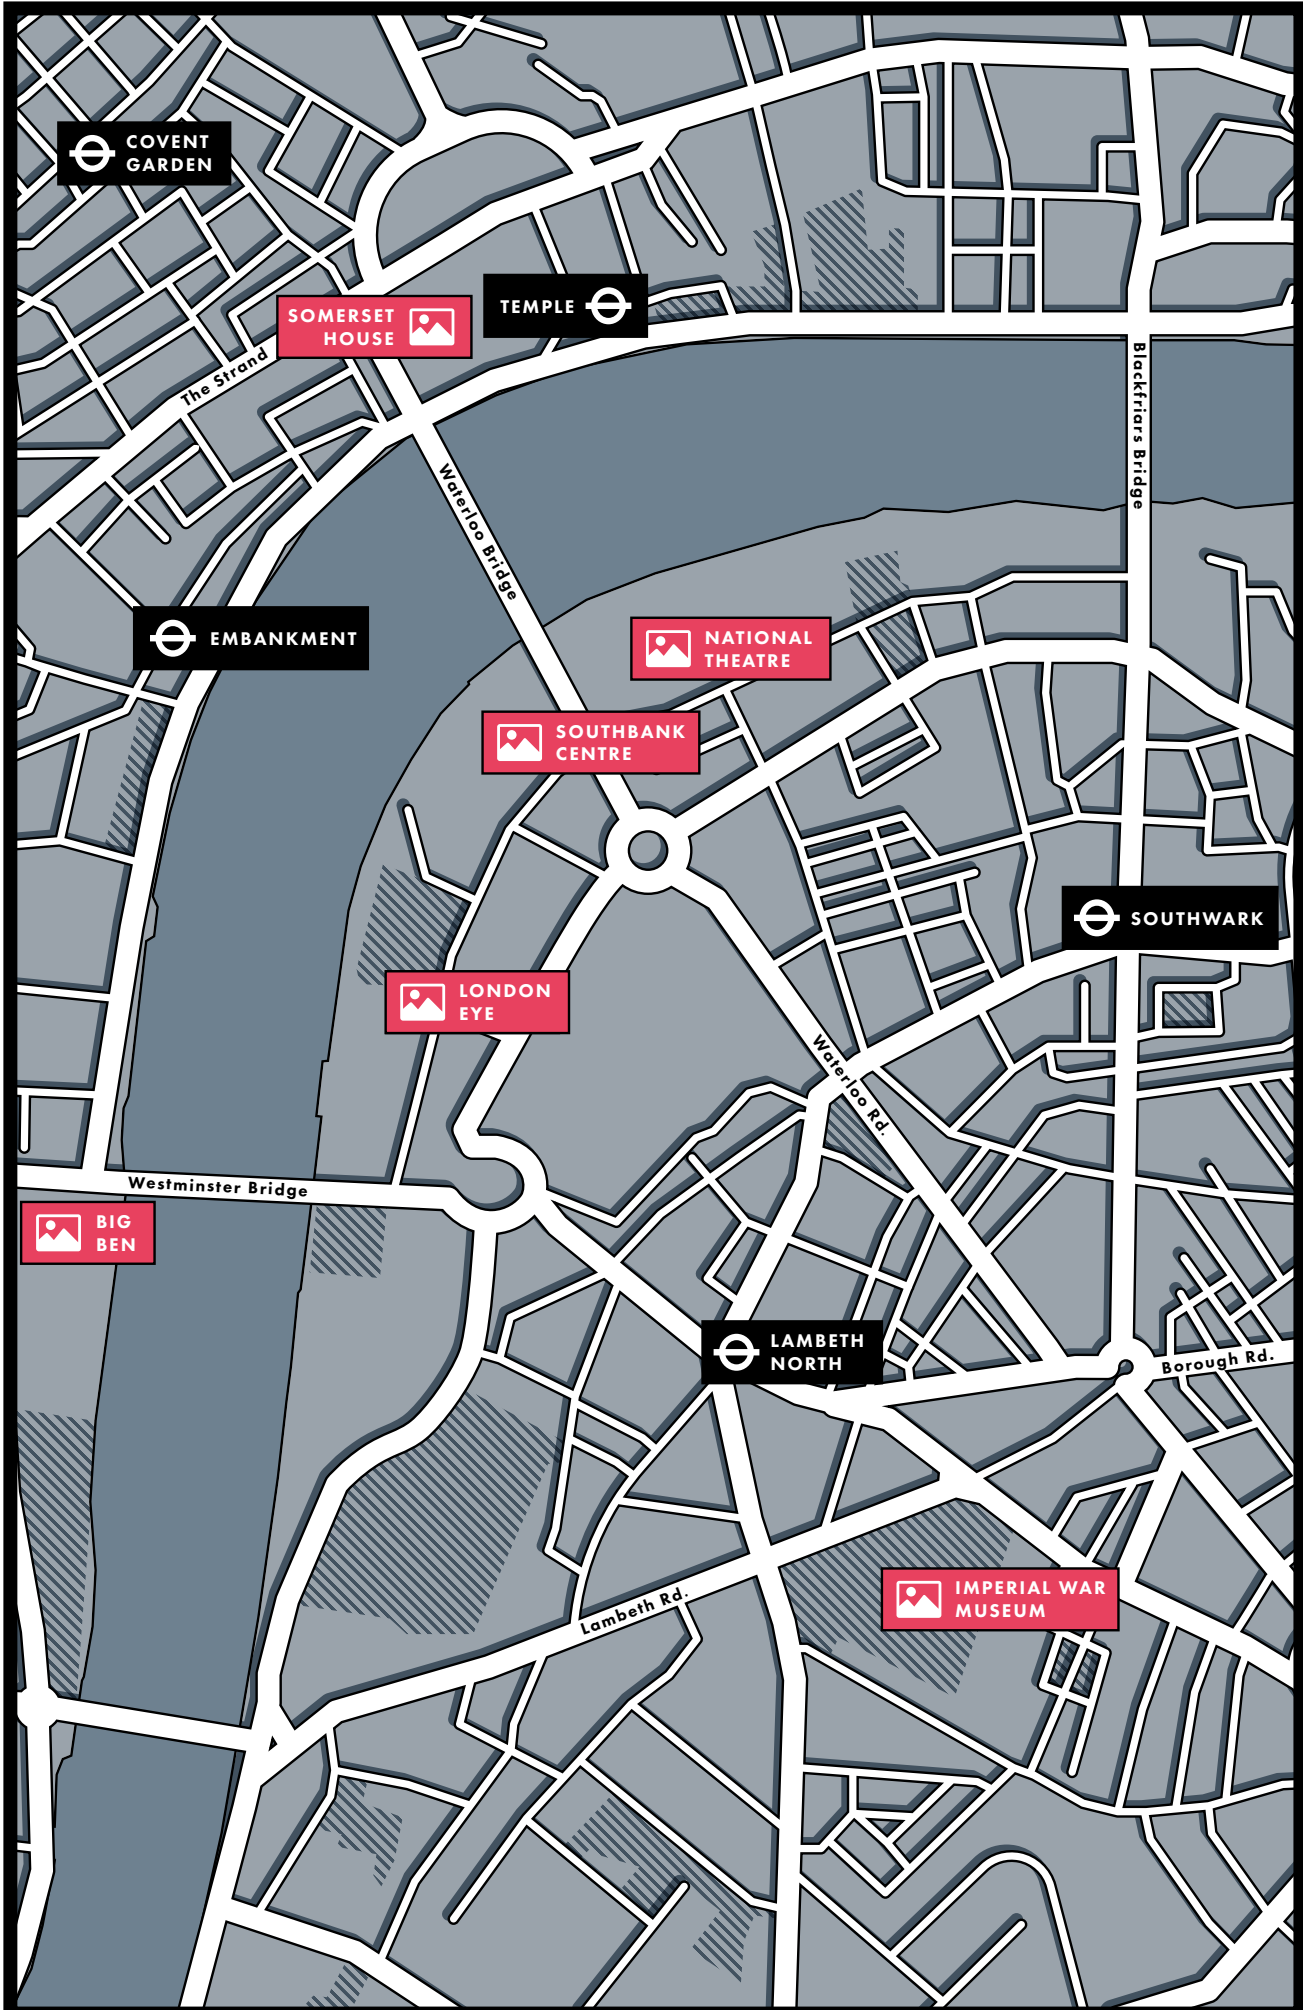 COVENT
GARDEN
SOMERSET
HOUSE
TEMPLE
The Strand
Blackfriars Bridge
Waterloo Bridge
EMBANKMENT
NATIONAL
THEATRE
SOUTHBANK
CENTRE
SOUTHWARK
LONDON
EYE
Waterloo Rd.
Westminster Bridge
BIG
BEN
LAMBETH
NORTH
Borough Rd.
IMPERIAL WAR
MUSEUM
Lambeth Rd.